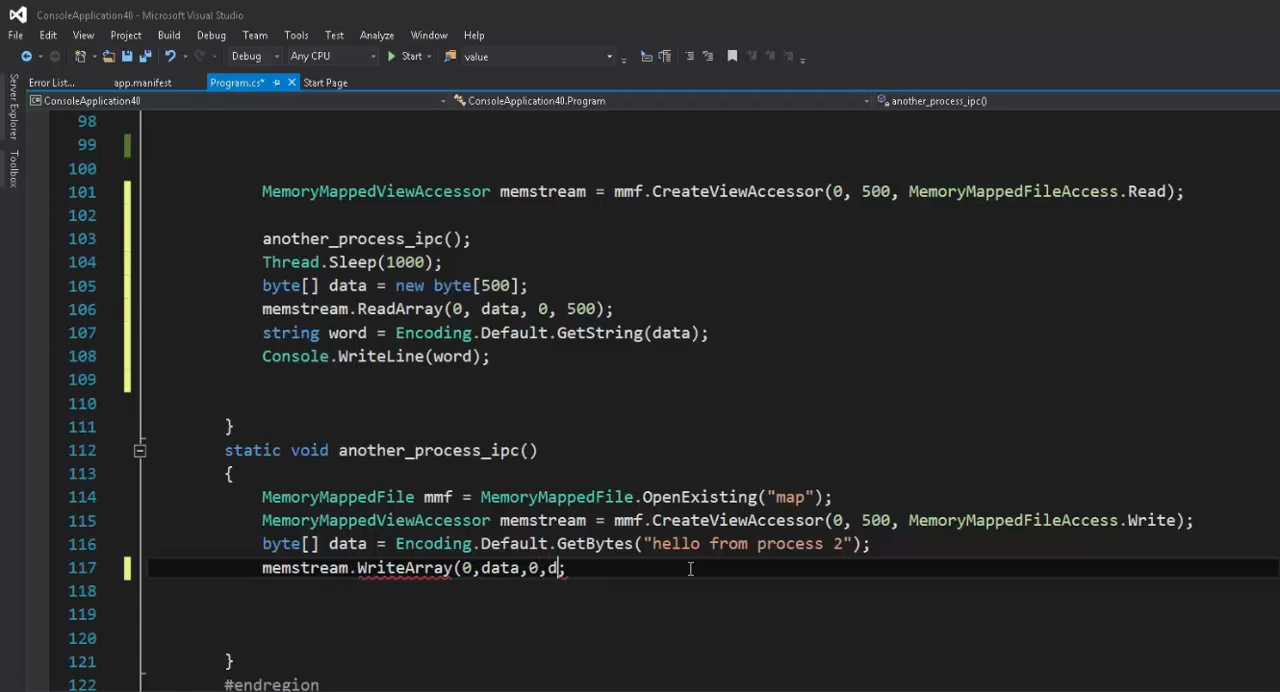 ConsoleApplication40 - Microsoft Visual Studio
File Edit View Project Build Debug Team Tools Test Analyze Window Help
Debug Any CPU Start value
Error List... app.manifest Program.cs* Start Page
Server Explorer
Toolbox
ConsoleApplication40 ConsoleApplication40.Program another_process_ipc()
98
99
100
101 MemoryMappedViewAccessor memstream = mmf.CreateViewAccessor(0, 500, MemoryMappedFileAccess.Read);
102
103 another_process_ipc();
104 Thread.Sleep(1000);
105 byte[] data = new byte[500];
106 memstream.ReadArray(0, data, 0, 500);
107 string word = Encoding.Default.GetString(data);
108 Console.WriteLine(word);
109
110
111 }
112 static void another_process_ipc()
113 {
114 MemoryMappedFile mmf = MemoryMappedFile.OpenExisting("map");
115 MemoryMappedViewAccessor memstream = mmf.CreateViewAccessor(0, 500, MemoryMappedFileAccess.Write);
116 byte[] data = Encoding.Default.GetBytes("hello from process 2");
117 memstream.WriteArray(0,data,0,d;
118
119
120
121 }
122 #endregion